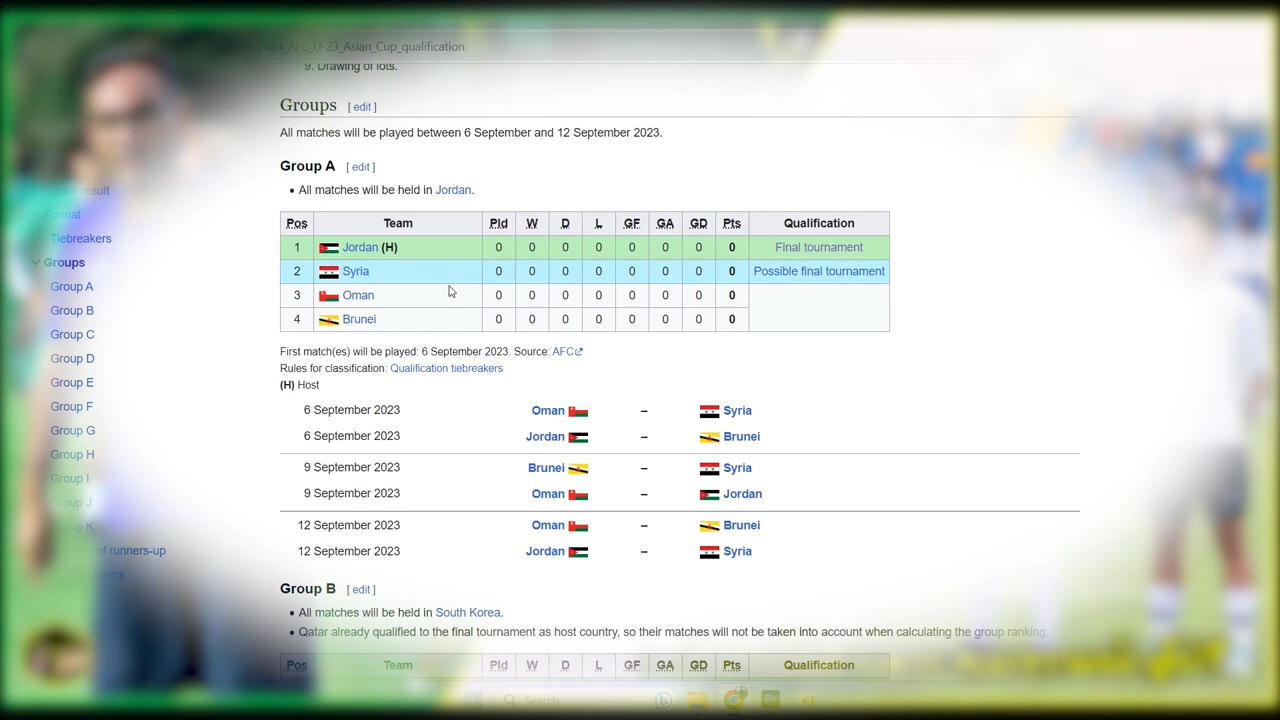 2024_AFC_U-23_Asian_Cup_qualification
9. Drawing of lots.
Groups [ edit ]
All matches will be played between 6 September and 12 September 2023.
Group A [ edit ]
• All matches will be held in Jordan.
Pos Team Pld W D L GF GA GD Pts Qualification
1 Jordan (H) 0 0 0 0 0 0 0 0 Final tournament
2 Syria 0 0 0 0 0 0 0 0 Possible final tournament
3 Oman 0 0 0 0 0 0 0 0
4 Brunei 0 0 0 0 0 0 0 0
First match(es) will be played: 6 September 2023. Source: AFC
Rules for classification: Qualification tiebreakers
(H) Host
6 September 2023 Oman – Syria
6 September 2023 Jordan – Brunei
9 September 2023 Brunei – Syria
9 September 2023 Oman – Jordan
12 September 2023 Oman – Brunei
12 September 2023 Jordan – Syria
Group B [ edit ]
• All matches will be held in South Korea.
• Qatar already qualified to the final tournament as host country, so their matches will not be taken into account when calculating the group ranking.
Pos Team Pld W D L GF GA GD Pts Qualification
result
Format
Tiebreakers
Groups
Group A
Group B
Group C
Group D
Group E
Group F
Group G
Group H
Group I
Group J
Group K
of runners-up
Search
Pr